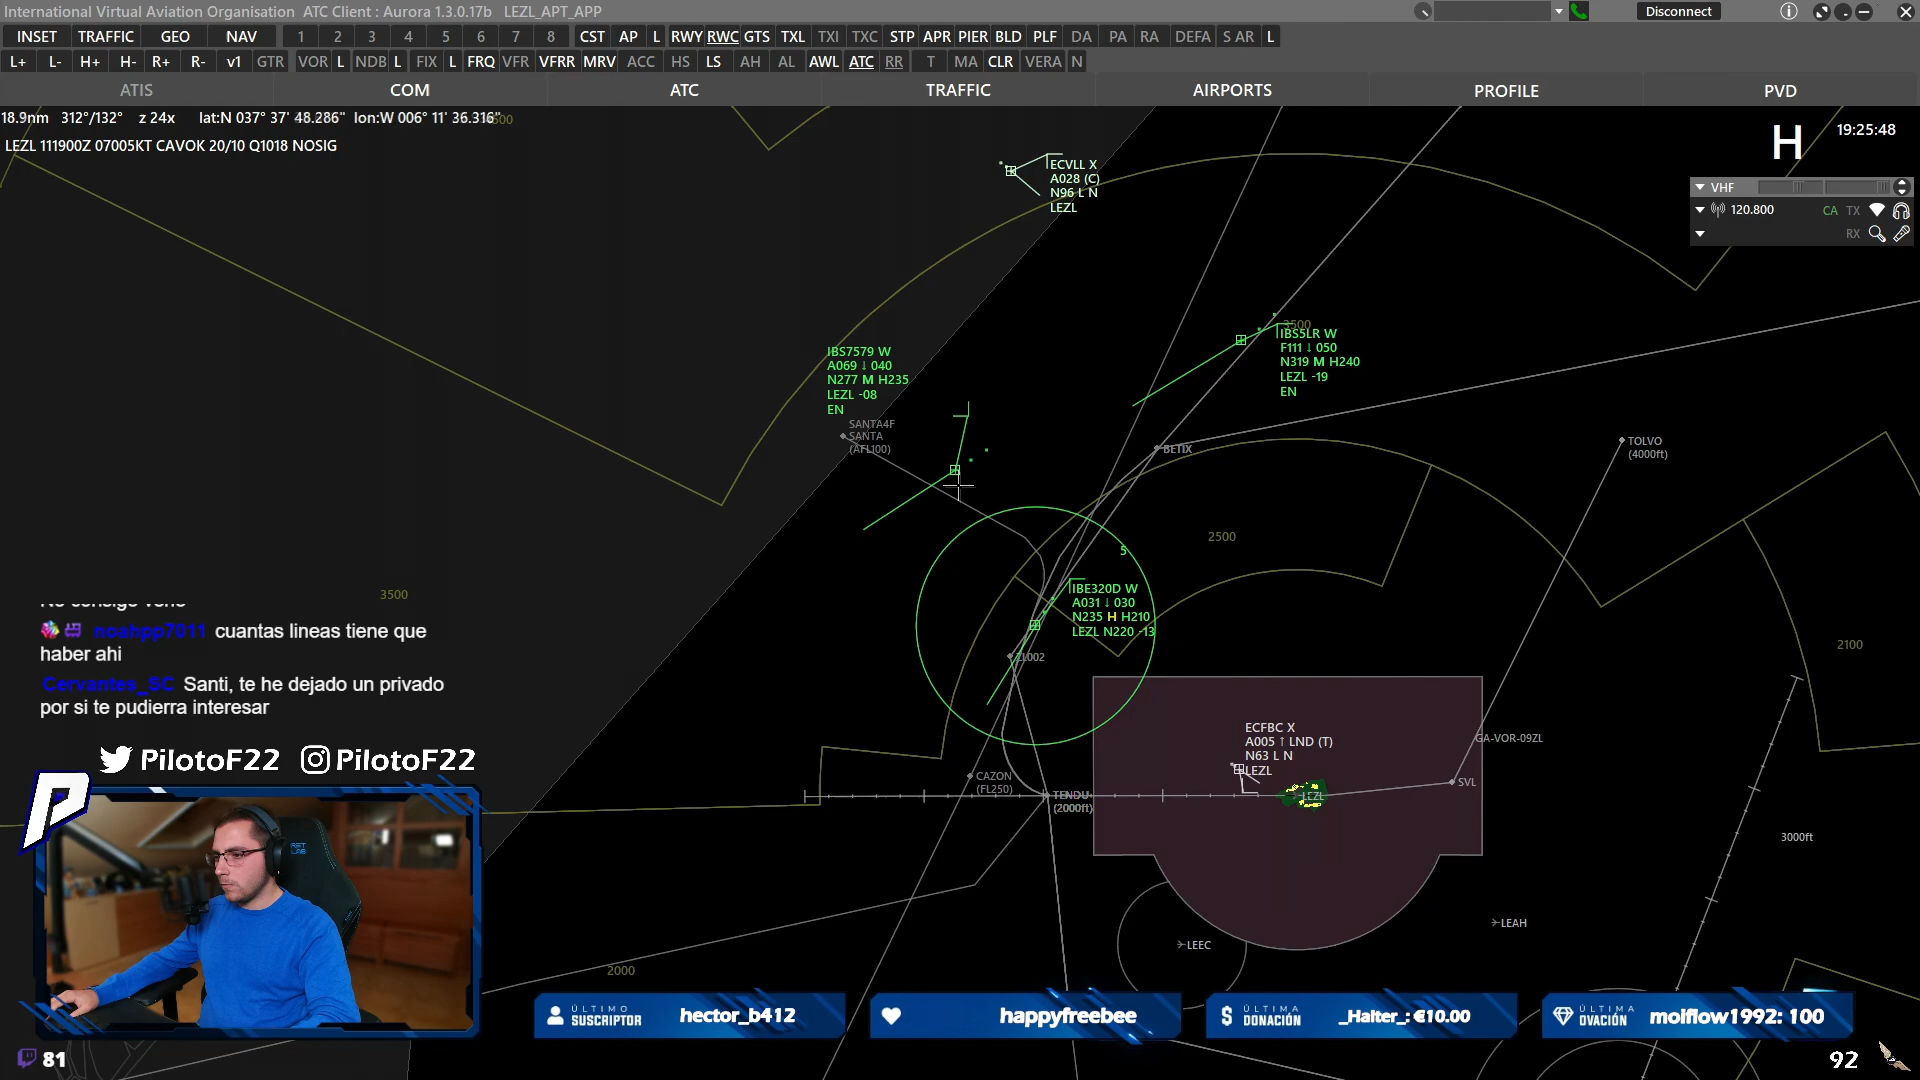 International Virtual Aviation Organisation ATC Client : Aurora 1.3.0.17b LEZL_APT_APP
Disconnect
INSET TRAFFIC GEO NAV 1 2 3 4 5 6 7 8 CST AP L RWY RWC GTS TXL TXI TXC STP APR PIER BLD PLF DA PA RA DEFA S AR L
L+ L- H+ H- R+ R- v1 GTR VOR L NDB L FIX L FRQ VFR VFRR MRV ACC HS LS AH AL AWL ATC RR T MA CLR VERA N
ATIS COM ATC TRAFFIC AIRPORTS PROFILE PVD
18.9nm 312°/132° z 24x lat:N 037° 37' 48.286" lon:W 006° 11' 36.316"
LEZL 111900Z 07005KT CAVOK 20/10 Q1018 NOSIG
H 19:25:48
VHF
120.800 CA TX
RX
ECVLL X
A028 (C)
N96 L N
LEZL
3500
IBS5LR W
F111 ↓ 050
N319 M H240
LEZL -19
EN
IBS7579 W
A069 ↓ 040
N277 M H235
LEZL -08
EN
SANTA4F
SANTA
(AFL100)
BETIX
TOLVO
(4000ft)
2500
5
IBE320D W
A031 ↓ 030
N235 H H210
LEZL N220 -13
ZL002
3500
2100
noahpp7011 cuantas lineas tiene que
haber ahi
Cervantes_SC Santi, te he dejado un privado
por si te pudierra interesar
PilotoF22 PilotoF22
ECFBC X
A005 ↑ LND (T)
N63 L N
LEZL
GA-VOR-09ZL
CAZON
(FL250)
TENDU
(2000ft)
LEZL
SVL
3000ft
LEAH
LEEC
2000
P
ÚLTIMO
SUSCRIPTOR
hector_b412
happyfreebee
ÚLTIMA
DONACIÓN
_Halter_: €10.00
ÚLTIMA
OVACIÓN
moiflow1992: 100
81
92